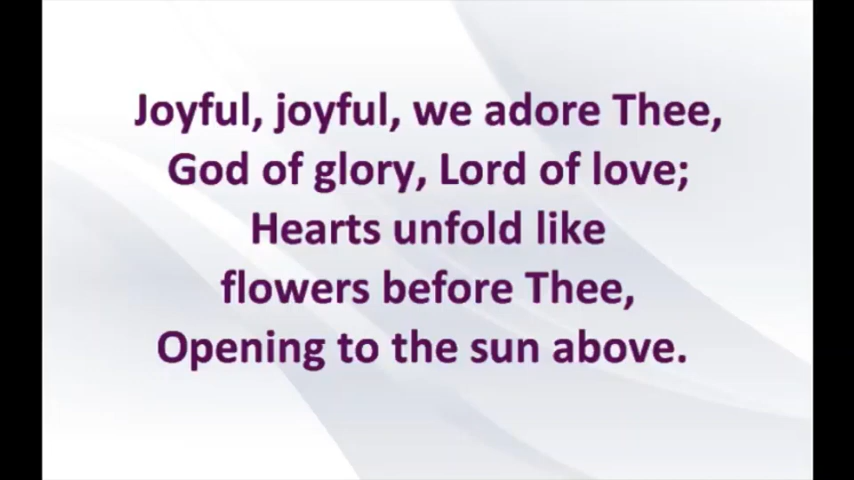 Joyful, joyful, we adore Thee,
God of glory, Lord of love;
Hearts unfold like
flowers before Thee,
Opening to the sun above.